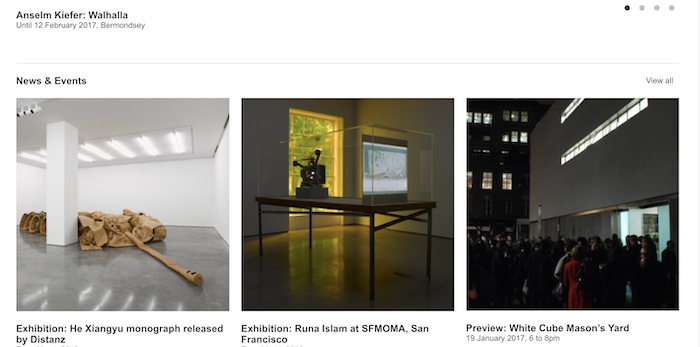 Anselm Kiefer: Walhalla
Until 12 February 2017, Bermondsey
News & Events
View all
Exhibition: He Xiangyu monograph released
by Distanz
Exhibition: Runa Islam at SFMOMA, San
Francisco
Preview: White Cube Mason's Yard
19 January 2017, 6 to 8pm